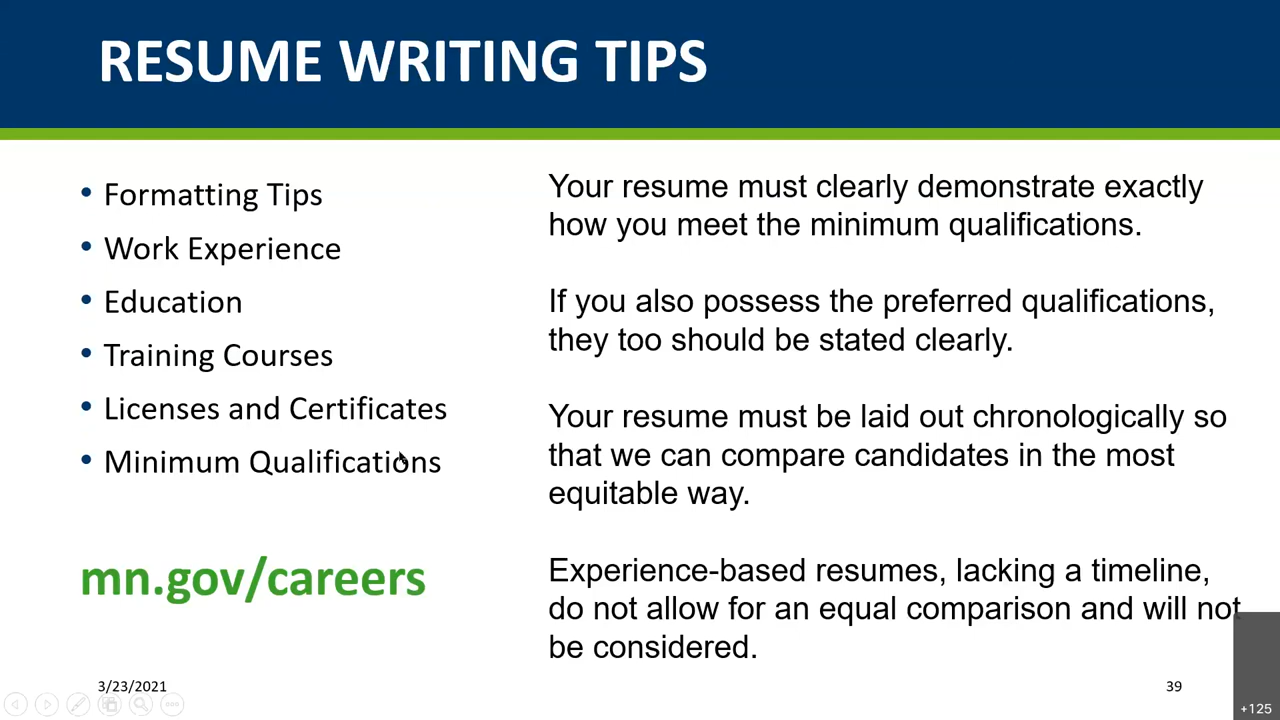 RESUME WRITING TIPS
• Formatting Tips
• Work Experience
• Education
• Training Courses
• Licenses and Certificates
• Minimum Qualifications
mn.gov/careers
Your resume must clearly demonstrate exactly
how you meet the minimum qualifications.
If you also possess the preferred qualifications,
they too should be stated clearly.
Your resume must be laid out chronologically so
that we can compare candidates in the most
equitable way.
Experience-based resumes, lacking a timeline,
do not allow for an equal comparison and will not
be considered.
3/23/2021
39
+125